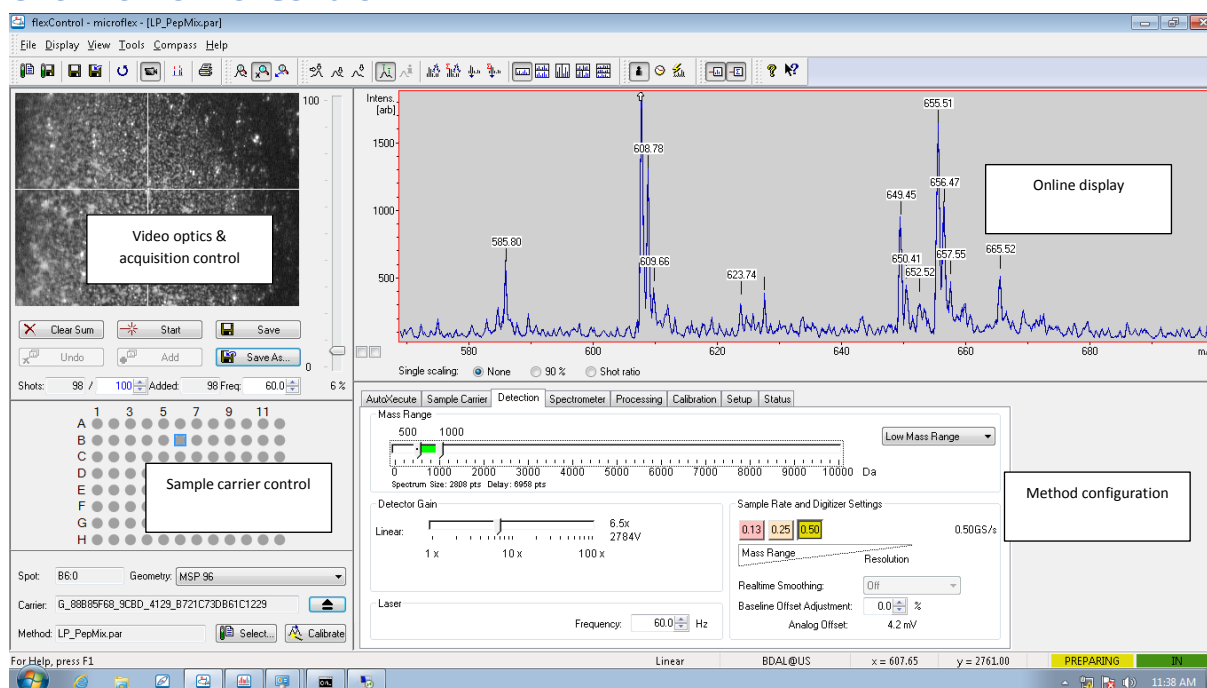 flexControl - microflex - [LP_PepMix.par]
File Display View Tools Compass Help
100
0
6 %
Video optics &
acquisition control
Clear Sum Start Save
Undo Add Save As...
Shots: 98 / 100 Added: 98 Freq: 60.0
Intens.
[arb]
1500
1000
500
585.80
608.78
609.66
623.74
649.45
650.41
652.52
655.51
656.47
657.55
665.52
580 600 620 640 660 680
Online display
Single scaling: None 90 % Shot ratio
1 3 5 7 9 11
A
B
C
D
E
F
G
H
Sample carrier control
Spot: B6:0 Geometry: MSP 96
Carrier: G_88B85F68_9CBD_4129_B721C73DB61C1229
Method: LP_PepMix.par Select... Calibrate
AutoXecute Sample Carrier Detection Spectrometer Processing Calibration Setup Status
Mass Range
500 1000
Low Mass Range
0 1000 2000 3000 4000 5000 6000 7000 8000 9000 10000 Da
Spectrum Size: 2808 pts Delay: 6958 pts
Detector Gain
Linear:
6.5x
2784V
1 x 10 x 100 x
Laser
Frequency: 60.0 Hz
Sample Rate and Digitizer Settings
0.13 0.25 0.50 0.50GS/s
Mass Range Resolution
Realtime Smoothing: Off
Baseline Offset Adjustment: 0.0 %
Analog Offset: 4.2 mV
Method configuration
For Help, press F1 Linear BDAL@US x = 607.65 y = 2761.00 PREPARING IN
11:38 AM